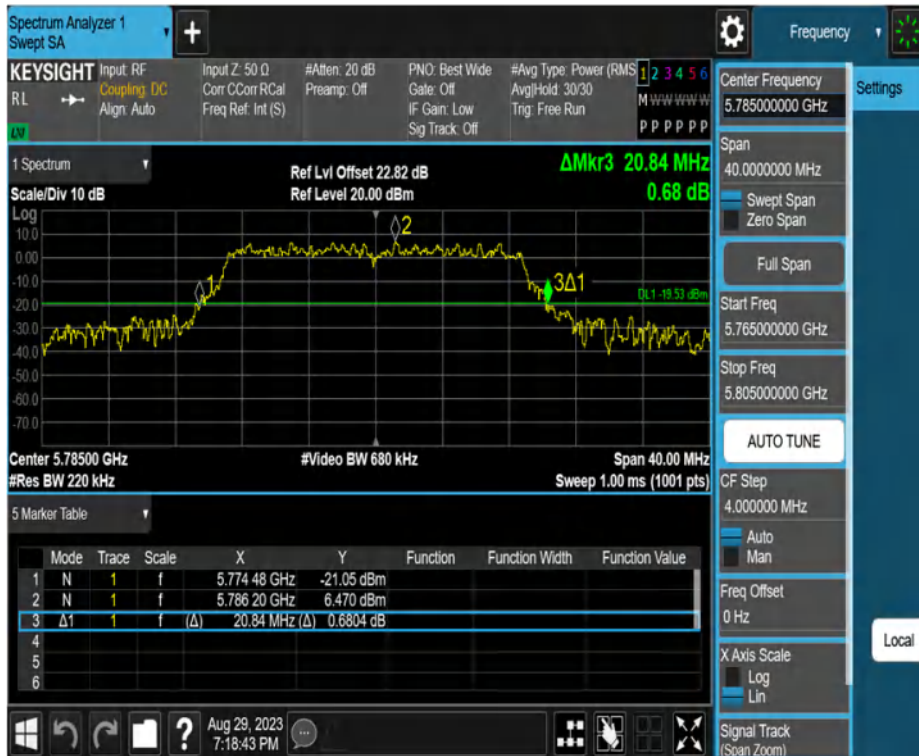 Spectrum Analyzer 1
Swept SA
Frequency
KEYSIGHT
RL
LNI
Input: RF
Coupling: DC
Align: Auto
Input Z: 50 Ω
Corr CCorr RCal
Freq Ref: Int (S)
#Atten: 20 dB
Preamp: Off
PNO: Best Wide
Gate: Off
IF Gain: Low
Sig Track: Off
#Avg Type: Power (RMS
Avg|Hold: 30/30
Trig: Free Run
1 2 3 4 5 6
M W W W W W
P P P P P P
1 Spectrum
Scale/Div 10 dB
Ref Lvl Offset 22.82 dB
Ref Level 20.00 dBm
ΔMkr3 20.84 MHz
0.68 dB
Log
10.0
0.00
-10.0
-20.0
-30.0
-40.0
-50.0
-60.0
-70.0
1
2
3Δ1
DL1 -19.53 dBm
Center 5.78500 GHz
#Video BW 680 kHz
Span 40.00 MHz
#Res BW 220 kHz
Sweep 1.00 ms (1001 pts)
5 Marker Table
Mode Trace Scale X Y Function Function Width Function Value
1 N 1 f 5.774 48 GHz -21.05 dBm
2 N 1 f 5.786 20 GHz 6.470 dBm
3 Δ1 1 f (Δ) 20.84 MHz (Δ) 0.6804 dB
4
5
6
Aug 29, 2023
7:18:43 PM
Center Frequency
5.785000000 GHz
Span
40.0000000 MHz
Swept Span
Zero Span
Full Span
Start Freq
5.765000000 GHz
Stop Freq
5.805000000 GHz
AUTO TUNE
CF Step
4.000000 MHz
Auto
Man
Freq Offset
0 Hz
X Axis Scale
Log
Lin
Signal Track
(Span Zoom)
Settings
Local